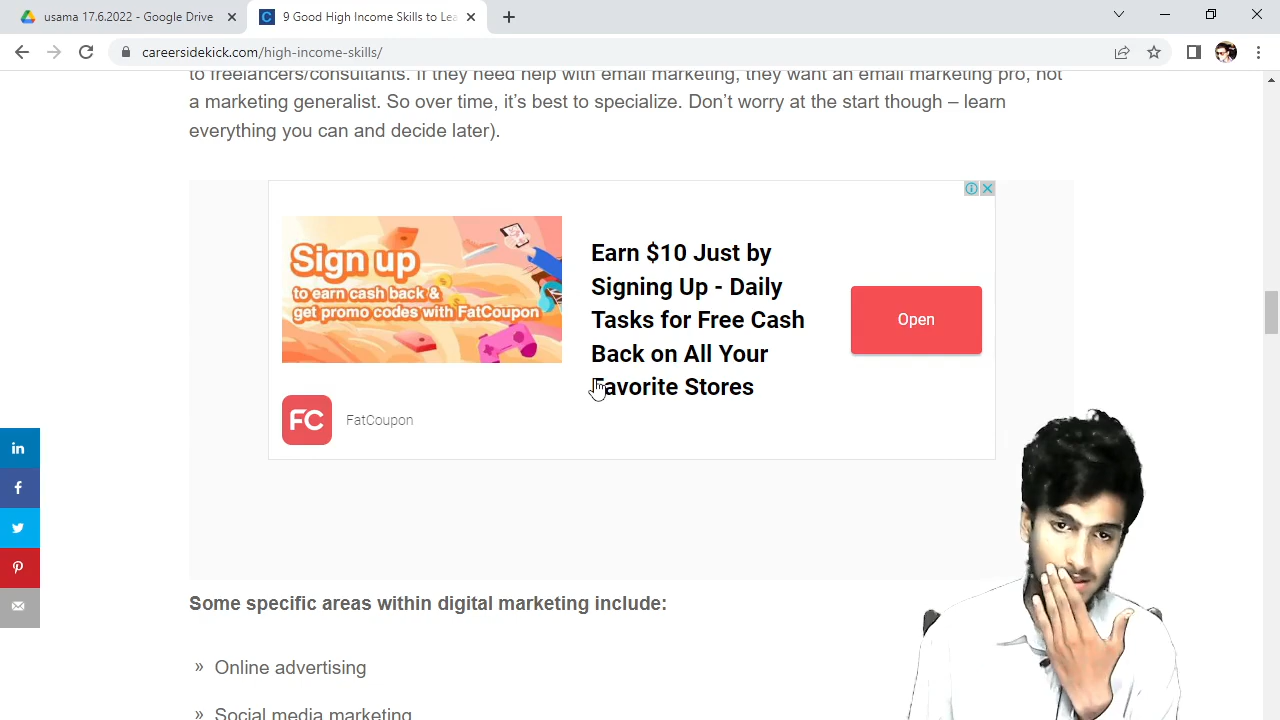 usama 17.6.2022 - Google Drive
9 Good High Income Skills to Lea
careersidekick.com/high-income-skills/
to freelancers/consultants. If they need help with email marketing, they want an email marketing pro, not
a marketing generalist. So over time, it's best to specialize. Don't worry at the start though – learn
everything you can and decide later).
Sign up
to earn cash back &
get promo codes with FatCoupon
Earn $10 Just by
Signing Up - Daily
Tasks for Free Cash
Back on All Your
Favorite Stores
Open
FC
FatCoupon
in
f
Some specific areas within digital marketing include:
» Online advertising
» Social media marketing